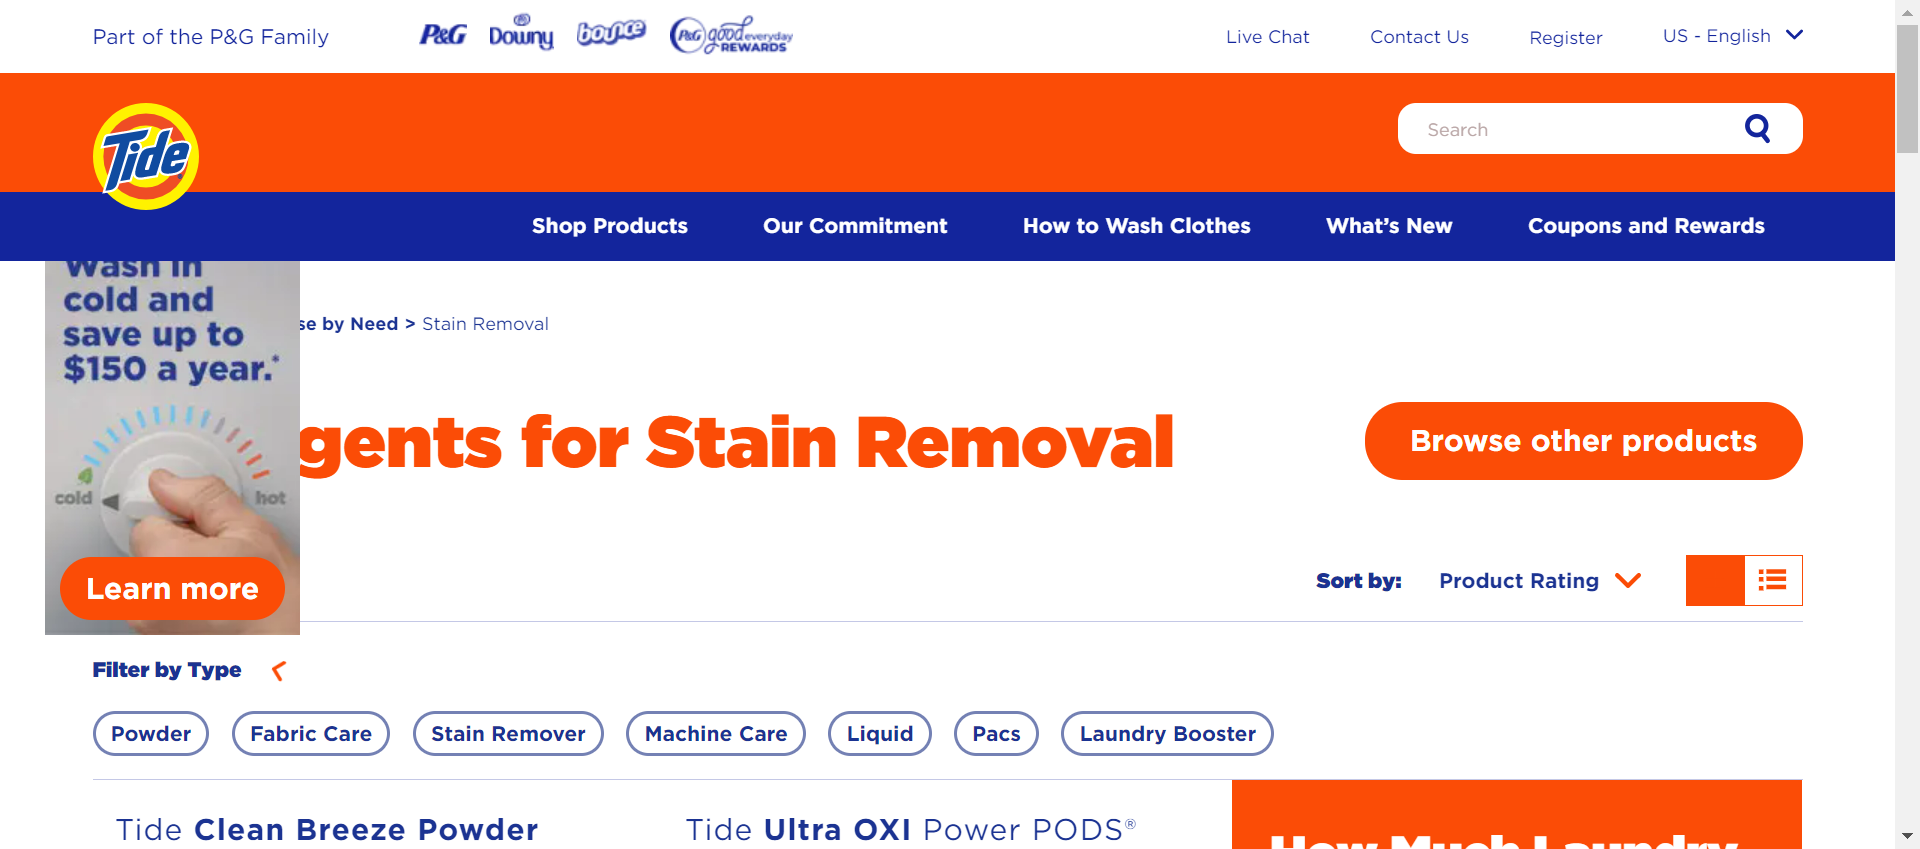 Part of the P&G Family
P&G
Downy
bounce
P&G good everyday REWARDS
Live Chat
Contact Us
Register
US - English
Tide
Search
Shop Products
Our Commitment
How to Wash Clothes
What's New
Coupons and Rewards
Wash in
cold and
save up to
$150 a year.*
cold
hot
Learn more
se by Need > Stain Removal
gents for Stain Removal
Browse other products
Sort by: Product Rating
Filter by Type
Powder
Fabric Care
Stain Remover
Machine Care
Liquid
Pacs
Laundry Booster
Tide Clean Breeze Powder
Tide Ultra OXI Power PODS®
How Much Laundry